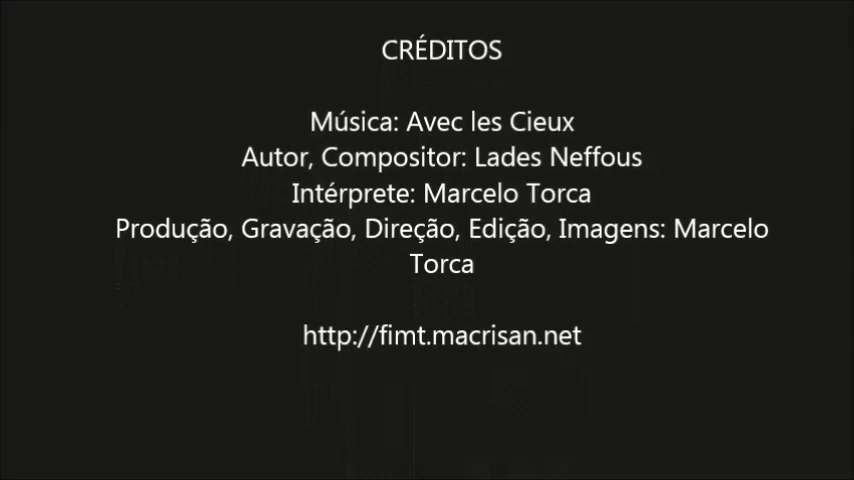 CRÉDITOS
Música: Avec les Cieux
Autor, Compositor: Lades Neffous
Intérprete: Marcelo Torca
Produção, Gravação, Direção, Edição, Imagens: Marcelo
Torca
http://fimt.macrisan.net